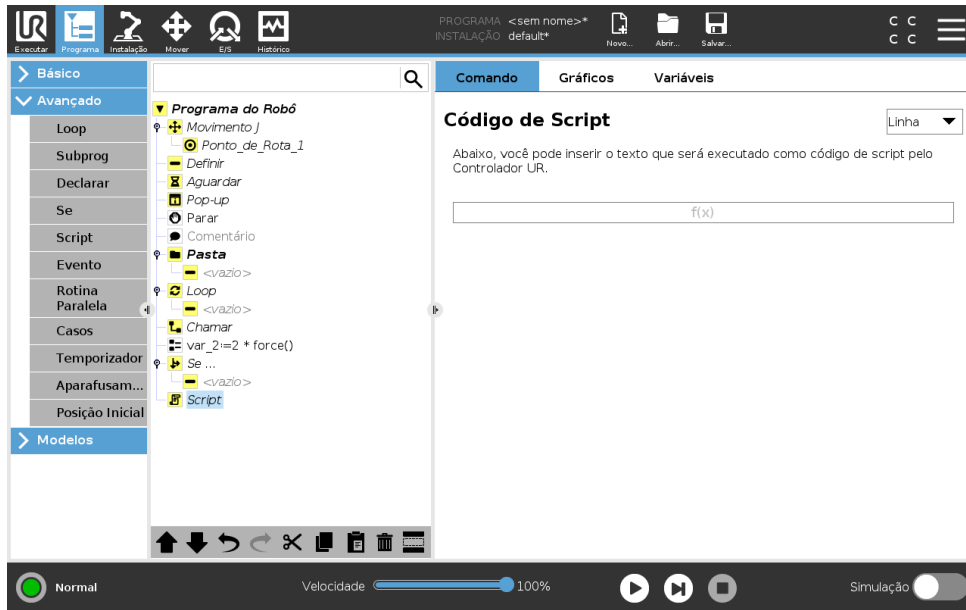 PROGRAMA <sem nome>*
INSTALAÇÃO default*
Executar Programa Instalação Mover E/S Histórico
Novo... Abrir... Salvar...
C C
C C
Básico
Avançado
Loop
Subprog
Declarar
Se
Script
Evento
Rotina
Paralela
Casos
Temporizador
Aparafusam...
Posição Inicial
Modelos
Programa do Robô
Movimento J
Ponto_de_Rota_1
Definir
Aguardar
Pop-up
Parar
Comentário
Pasta
<vazio>
Loop
<vazio>
Chamar
var_2:=2 * force()
Se ...
<vazio>
Script
Comando Gráficos Variáveis
Código de Script
Linha
Abaixo, você pode inserir o texto que será executado como código de script pelo
Controlador UR.
f(x)
Normal
Velocidade 100%
Simulação